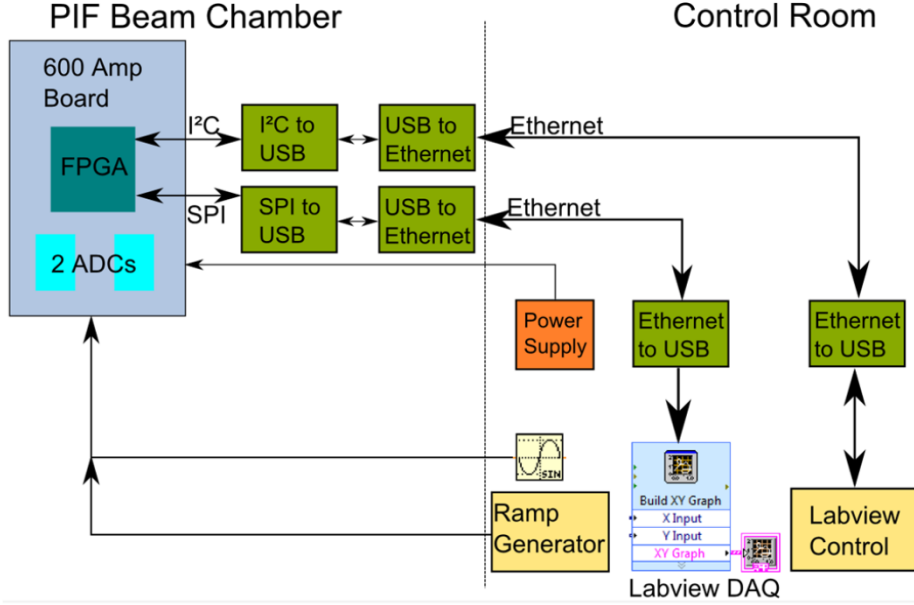 PIF Beam Chamber
Control Room
600 Amp
Board
FPGA
2 ADCs
I²C
SPI
I²C to
USB
USB to
Ethernet
SPI to
USB
USB to
Ethernet
Ethernet
Ethernet
Power
Supply
Ethernet
to USB
Ethernet
to USB
SIN
Ramp
Generator
Build XY Graph
X Input
Y Input
XY Graph
Labview DAQ
Labview
Control